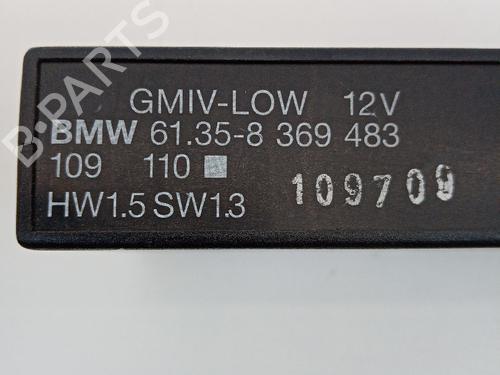 GMIV-LOW 12V
BMW 61.35-8 369 483
109 110
109709
HW1.5 SW1.3
B-PARTS